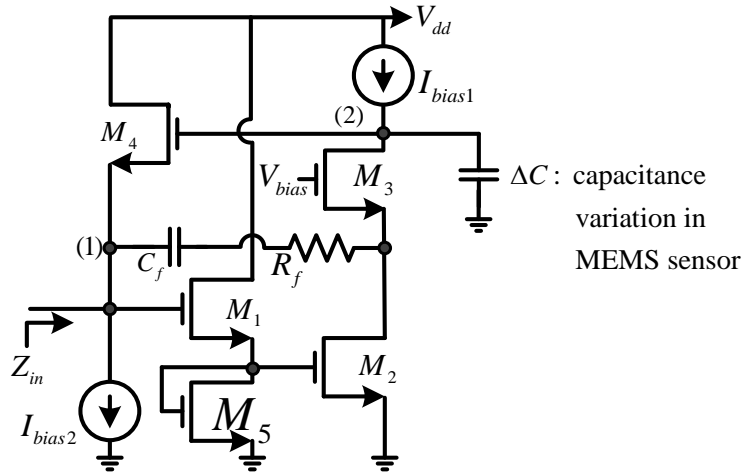 V_dd
I_bias1
(2)
M_4
V_bias
M_3
ΔC : capacitance
variation in
MEMS sensor
(1)
C_f
R_f
M_1
Z_in
M_2
I_bias2
M_5